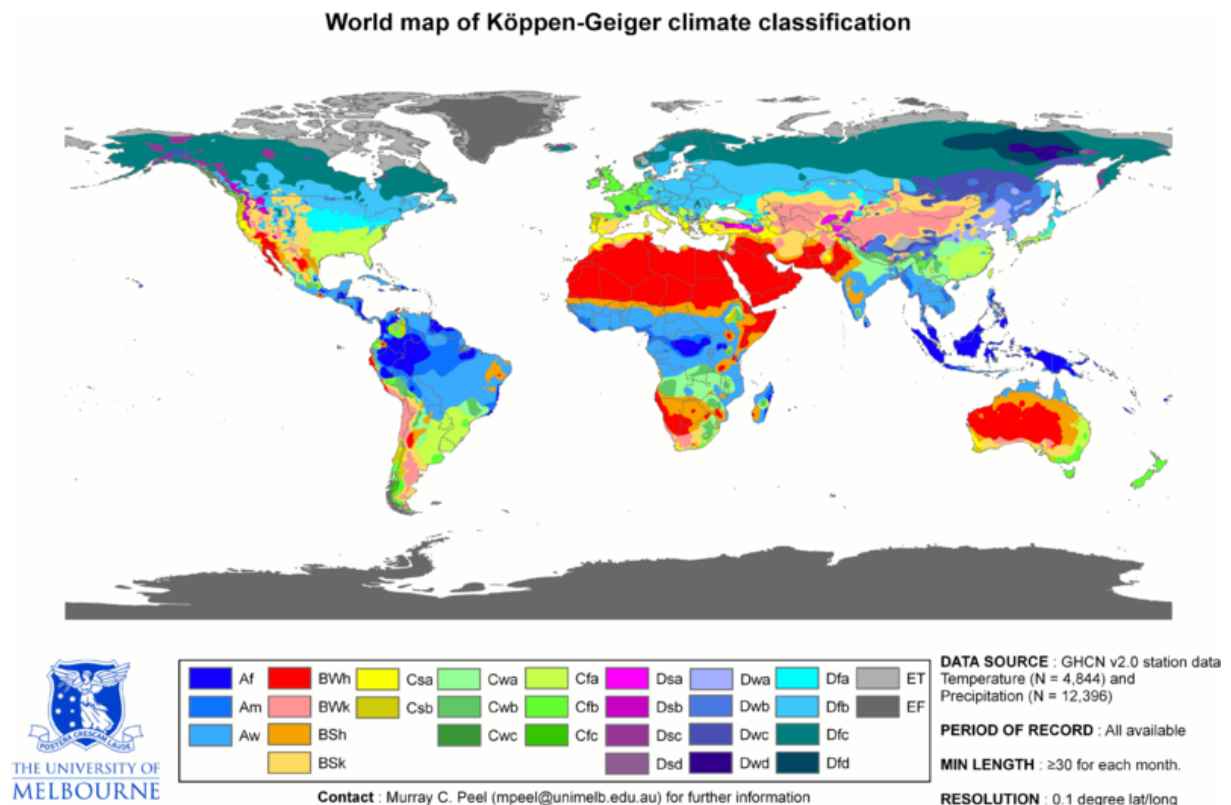 World map of Köppen-Geiger climate classification
Af
BWh
Csa
Cwa
Cfa
Dsa
Dwa
Dfa
ET
Am
BWk
Csb
Cwb
Cfb
Dsb
Dwb
Dfb
EF
Aw
BSh
Cwc
Cfc
Dsc
Dwc
Dfc
BSk
Dsd
Dwd
Dfd
DATA SOURCE : GHCN v2.0 station data
Temperature (N = 4,844) and
Precipitation (N = 12,396)
PERIOD OF RECORD : All available
MIN LENGTH : ≥30 for each month.
RESOLUTION : 0.1 degree lat/long
POSTERA CRESCAM LAUDE
THE UNIVERSITY OF
MELBOURNE
Contact : Murray C. Peel (mpeel@unimelb.edu.au) for further information